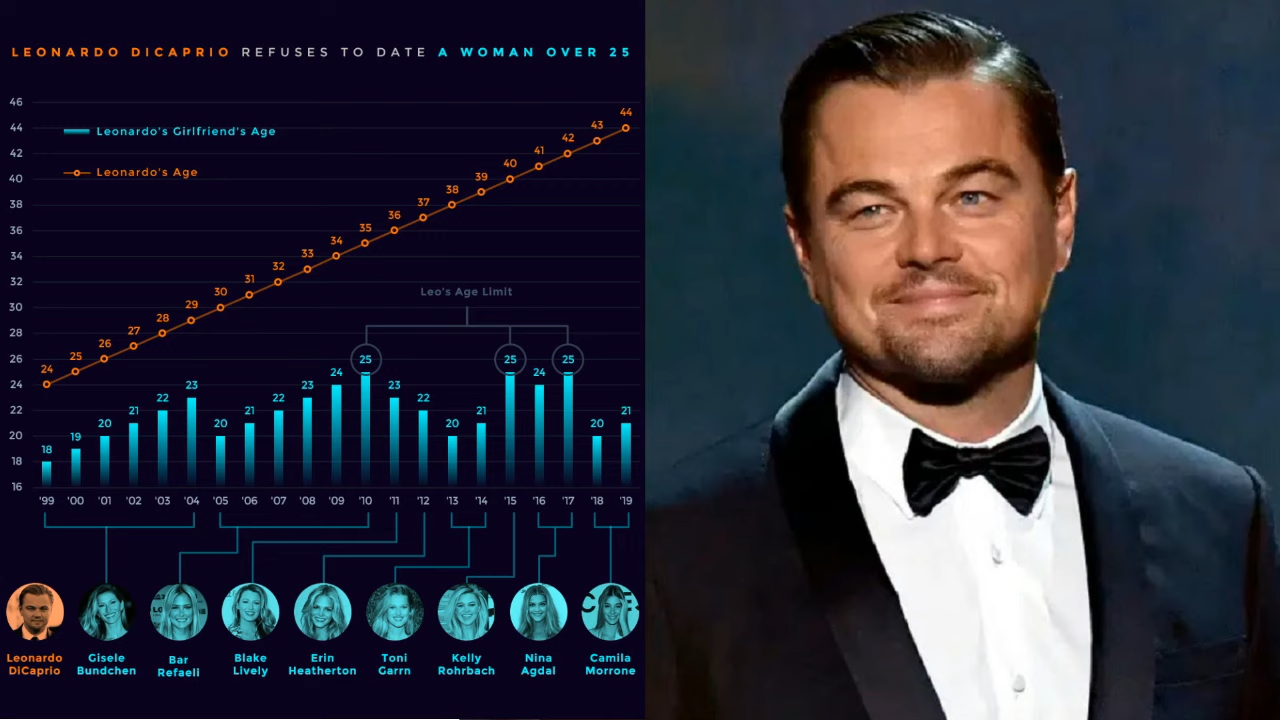 LEONARDO DICAPRIO REFUSES TO DATE A WOMAN OVER 25
46
44
42
40
38
36
34
32
30
28
26
24
22
20
18
16
Leonardo's Girlfriend's Age
Leonardo's Age
24 25 26 27 28 29 30 31 32 33 34 35 36 37 38 39 40 41 42 43 44
Leo's Age Limit
18 19 20 21 22 23 20 21 22 23 24 25 23 22 20 21 25 24 25 20 21
'99 '00 '01 '02 '03 '04 '05 '06 '07 '08 '09 '10 '11 '12 '13 '14 '15 '16 '17 '18 '19
Leonardo
DiCaprio
Gisele
Bundchen
Bar
Refaeli
Blake
Lively
Erin
Heatherton
Toni
Garrn
Kelly
Rohrbach
Nina
Agdal
Camila
Morrone